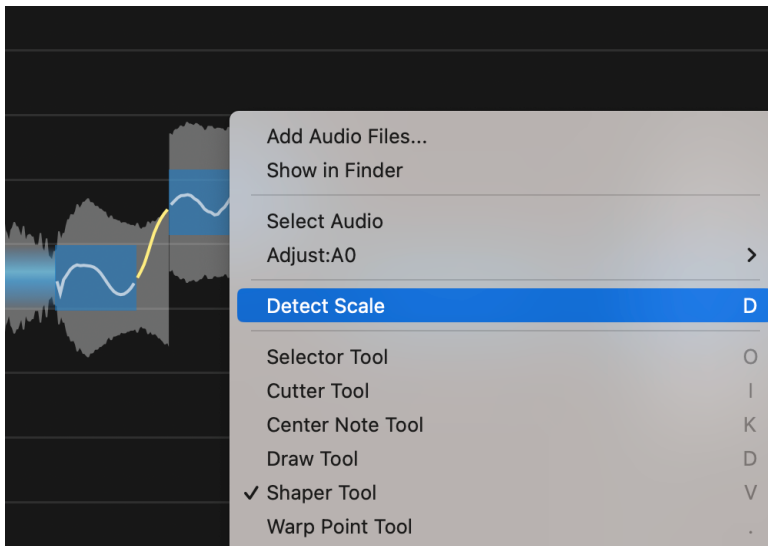 Add Audio Files...
Show in Finder
Select Audio
Adjust:A0
Detect Scale D
Selector Tool O
Cutter Tool I
Center Note Tool K
Draw Tool D
Shaper Tool V
Warp Point Tool .